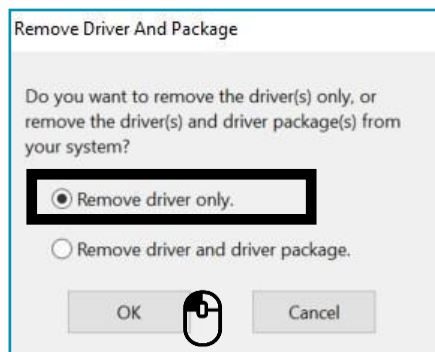 Remove Driver And Package
Do you want to remove the driver(s) only, or
remove the driver(s) and driver package(s) from
your system?
Remove driver only.
Remove driver and driver package.
OK
Cancel